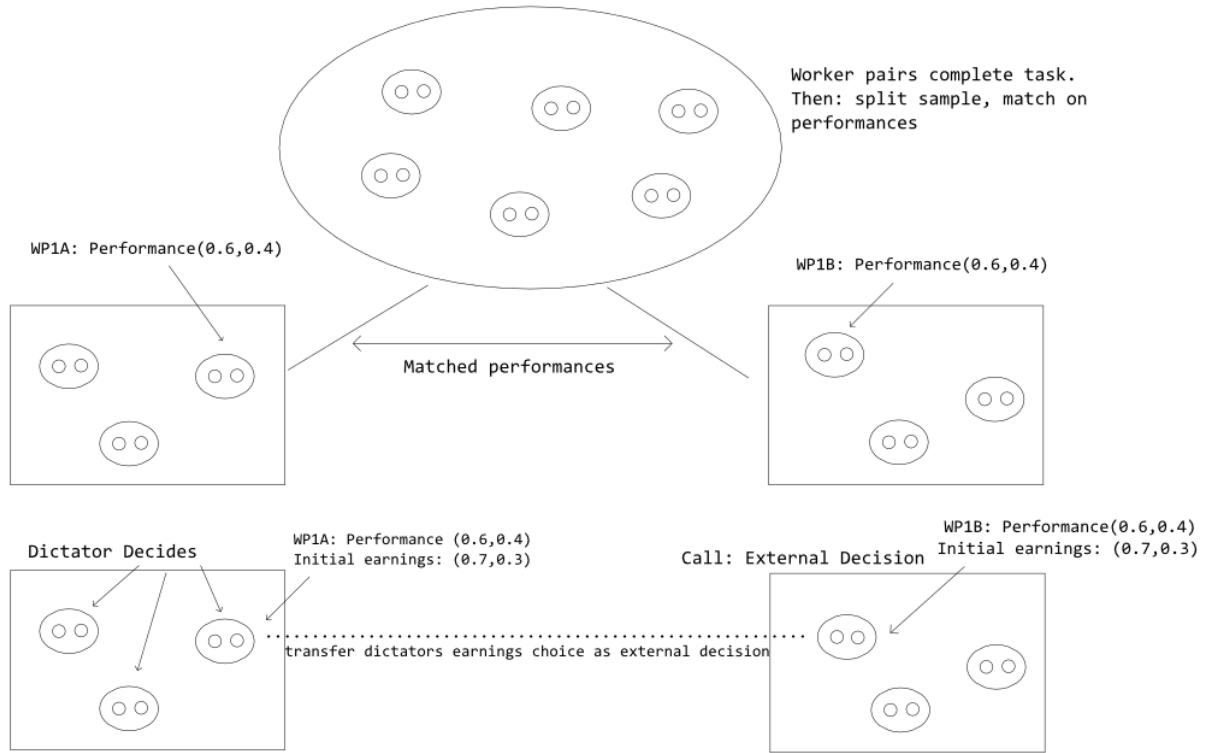 Worker pairs complete task.
Then: split sample, match on
performances
WP1A: Performance(0.6,0.4)
WP1B: Performance(0.6,0.4)
Matched performances
Dictator Decides
WP1A: Performance (0.6,0.4)
Initial earnings: (0.7,0.3)
Call: External Decision
WP1B: Performance(0.6,0.4)
Initial earnings: (0.7,0.3)
transfer dictators earnings choice as external decision